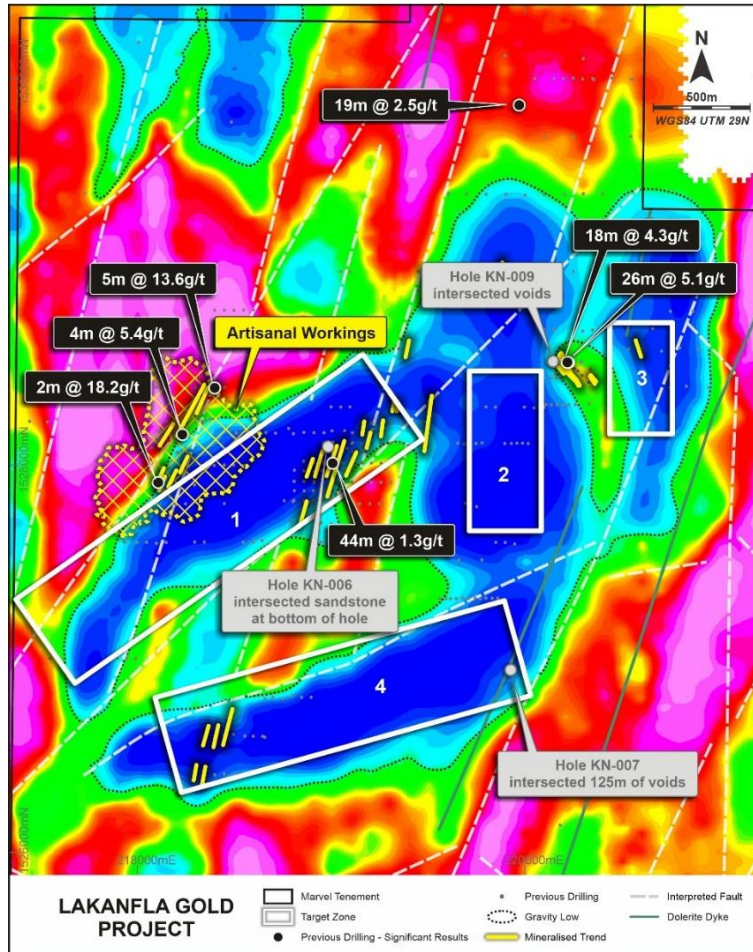 N
500m
WGS84 UTM 29N
19m @ 2.5g/t
18m @ 4.3g/t
Hole KN-009
intersected voids
26m @ 5.1g/t
5m @ 13.6g/t
4m @ 5.4g/t
Artisanal Workings
2m @ 18.2g/t
3
1528000mN
2
1
44m @ 1.3g/t
Hole KN-006
intersected sandstone
at bottom of hole
4
Hole KN-007
intersected 125m of voids
218000mE
220000mE
LAKANFLA GOLD
PROJECT
Marvel Tenement
Target Zone
Previous Drilling - Significant Results
Previous Drilling
Gravity Low
Mineralised Trend
Interpreted Fault
Dolerite Dyke